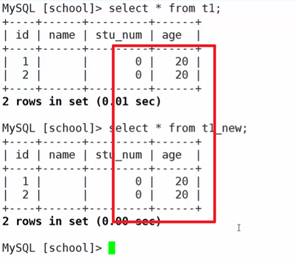 MySQL [school]> select * from t1;
+----+------+---------+------+
| id | name | stu_num | age  |
+----+------+---------+------+
|  1 |      |       0 |   20 |
|  2 |      |       0 |   20 |
+----+------+---------+------+
2 rows in set (0.01 sec)
MySQL [school]> select * from t1_new;
+----+------+---------+------+
| id | name | stu_num | age  |
+----+------+---------+------+
|  1 |      |       0 |   20 |
|  2 |      |       0 |   20 |
+----+------+---------+------+
2 rows in set (0.00 sec)
MySQL [school]>